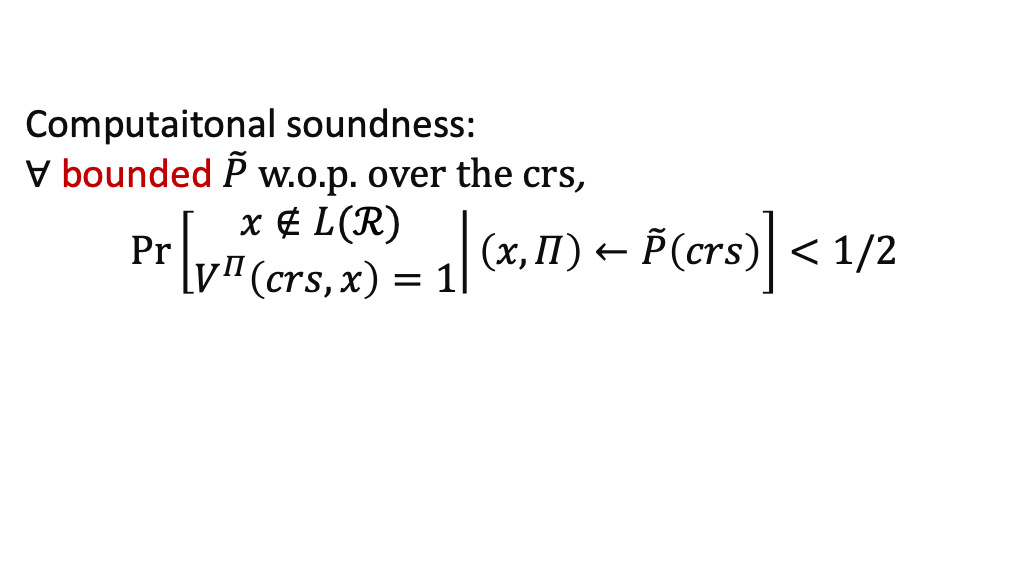 Computaitonal soundness:
∀ bounded P̃ w.o.p. over the crs,
Pr [ x ∉ L(ℛ)
V^Π(crs, x) = 1 | (x, Π) ← P̃(crs) ] < 1/2